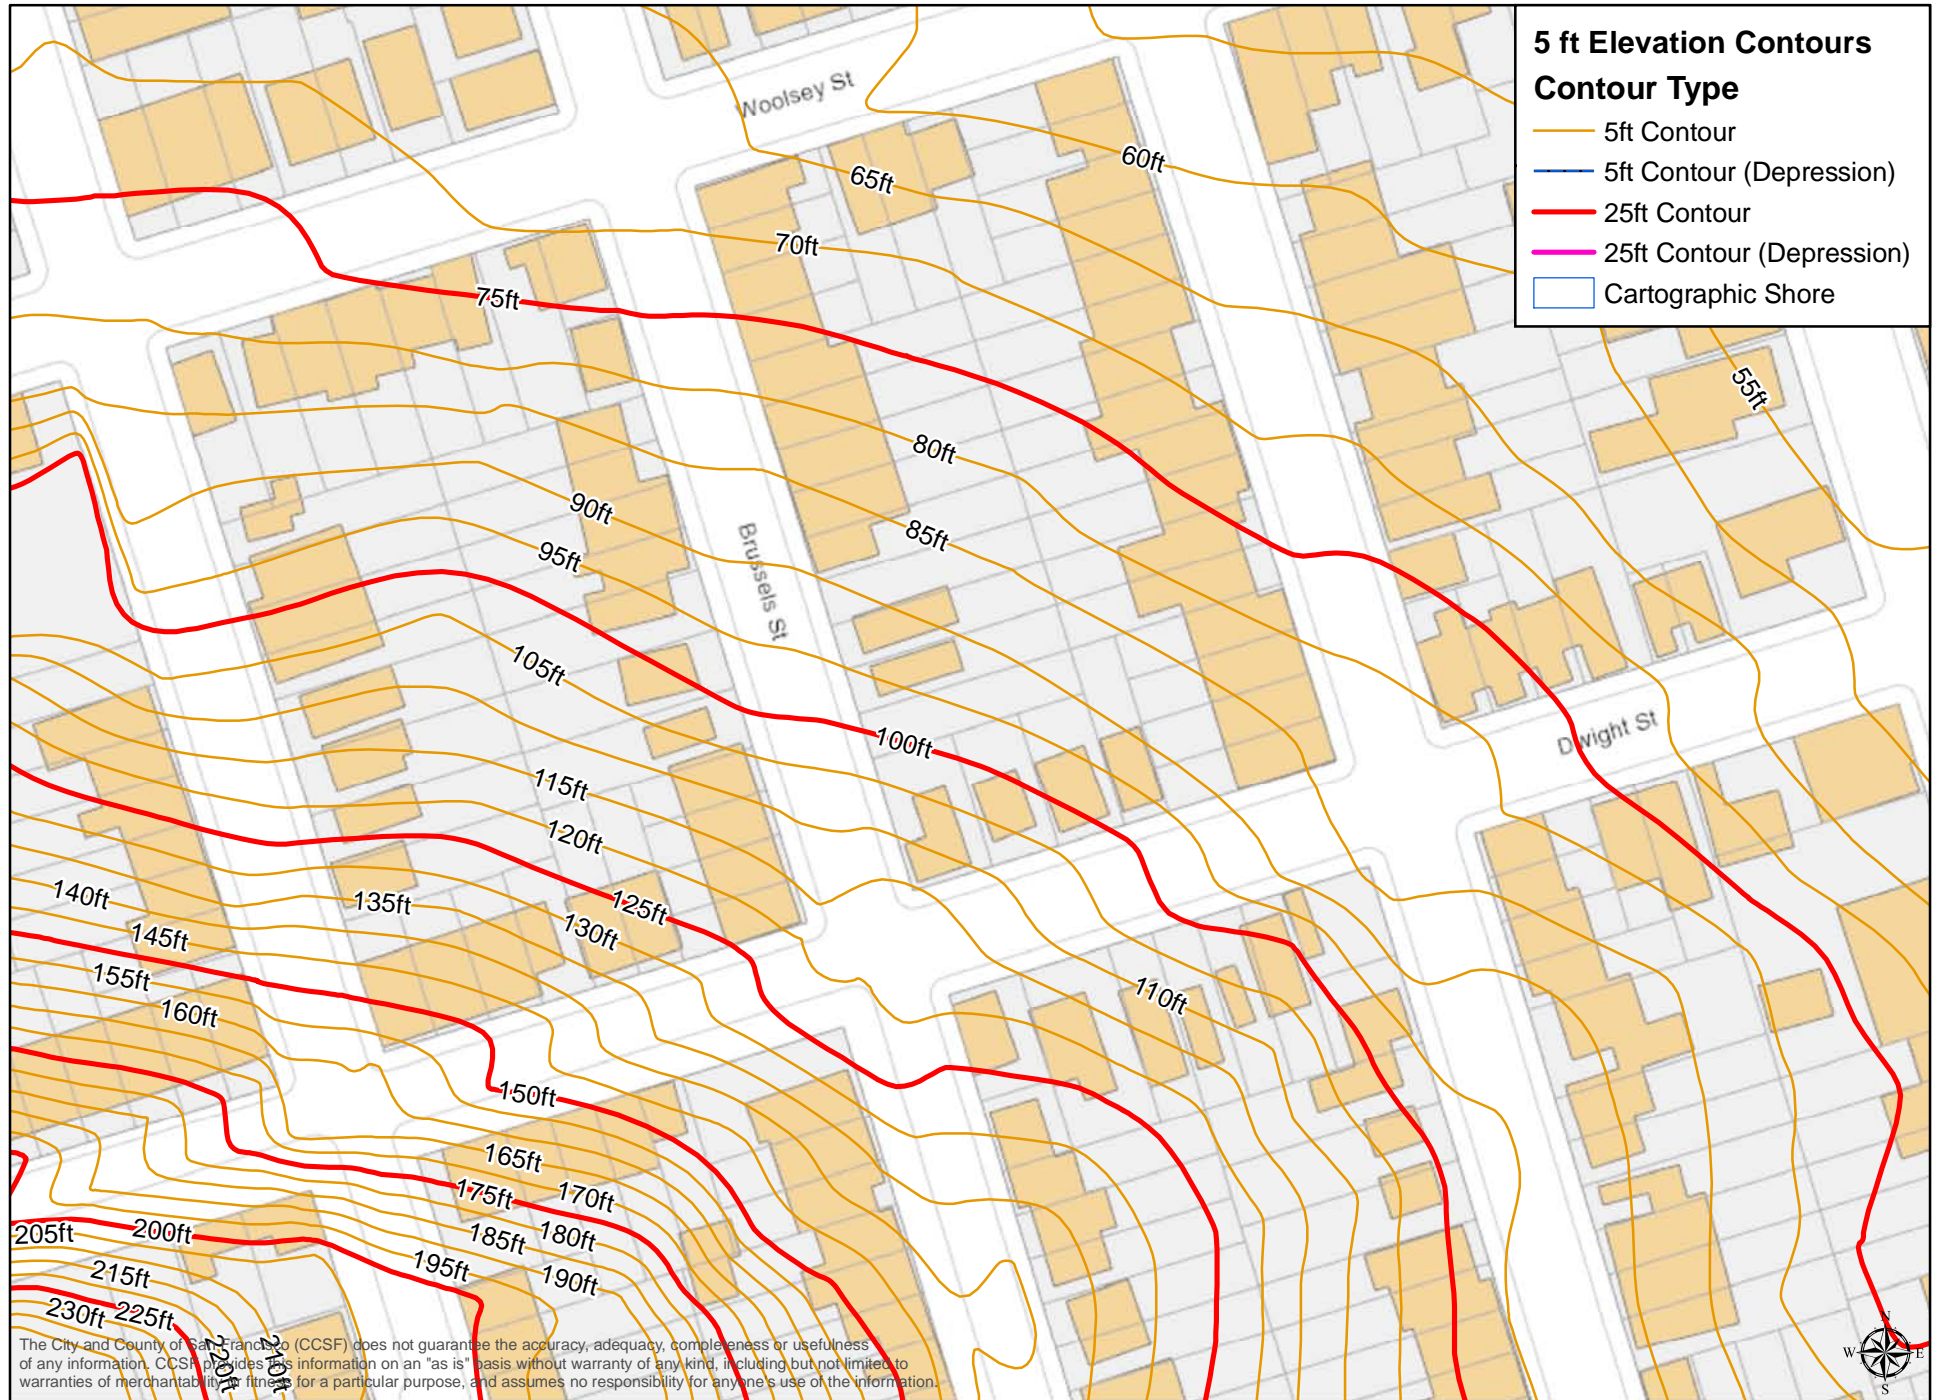 5 ft Elevation Contours
Contour Type
5ft Contour
5ft Contour (Depression)
25ft Contour
25ft Contour (Depression)
Cartographic Shore
Woolsey St
60ft
65ft
70ft
75ft
55ft
80ft
90ft
85ft
95ft
Brussels St
105ft
100ft
Dwight St
115ft
120ft
140ft
135ft
125ft
130ft
145ft
155ft
110ft
160ft
150ft
165ft
175ft
170ft
205ft
200ft
185ft
180ft
195ft
215ft
190ft
230ft
225ft
220ft
210ft
N
W
E
S
The City and County of San Francisco (CCSF) does not guarantee the accuracy, adequacy, completeness or usefulness
of any information. CCSF provides this information on an "as is" basis without warranty of any kind, including but not limited to
warranties of merchantability or fitness for a particular purpose, and assumes no responsibility for anyone's use of the information.